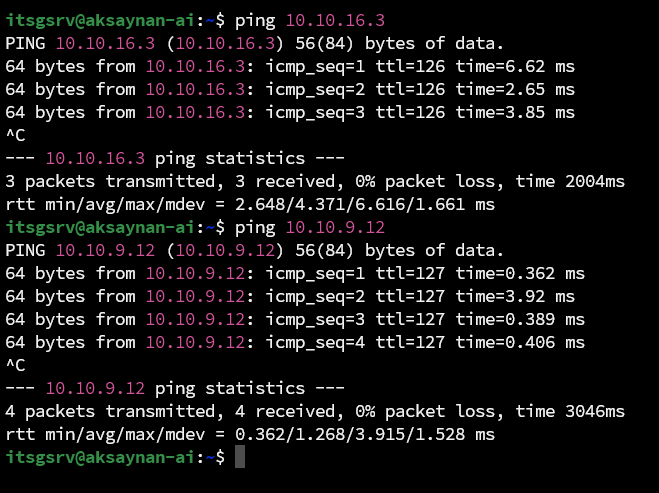 itsgsrv@aksaynan-ai:~$ ping 10.10.16.3
PING 10.10.16.3 (10.10.16.3) 56(84) bytes of data.
64 bytes from 10.10.16.3: icmp_seq=1 ttl=126 time=6.62 ms
64 bytes from 10.10.16.3: icmp_seq=2 ttl=126 time=2.65 ms
64 bytes from 10.10.16.3: icmp_seq=3 ttl=126 time=3.85 ms
^C
--- 10.10.16.3 ping statistics ---
3 packets transmitted, 3 received, 0% packet loss, time 2004ms
rtt min/avg/max/mdev = 2.648/4.371/6.616/1.661 ms
itsgsrv@aksaynan-ai:~$ ping 10.10.9.12
PING 10.10.9.12 (10.10.9.12) 56(84) bytes of data.
64 bytes from 10.10.9.12: icmp_seq=1 ttl=127 time=0.362 ms
64 bytes from 10.10.9.12: icmp_seq=2 ttl=127 time=3.92 ms
64 bytes from 10.10.9.12: icmp_seq=3 ttl=127 time=0.389 ms
64 bytes from 10.10.9.12: icmp_seq=4 ttl=127 time=0.406 ms
^C
--- 10.10.9.12 ping statistics ---
4 packets transmitted, 4 received, 0% packet loss, time 3046ms
rtt min/avg/max/mdev = 0.362/1.268/3.915/1.528 ms
itsgsrv@aksaynan-ai:~$